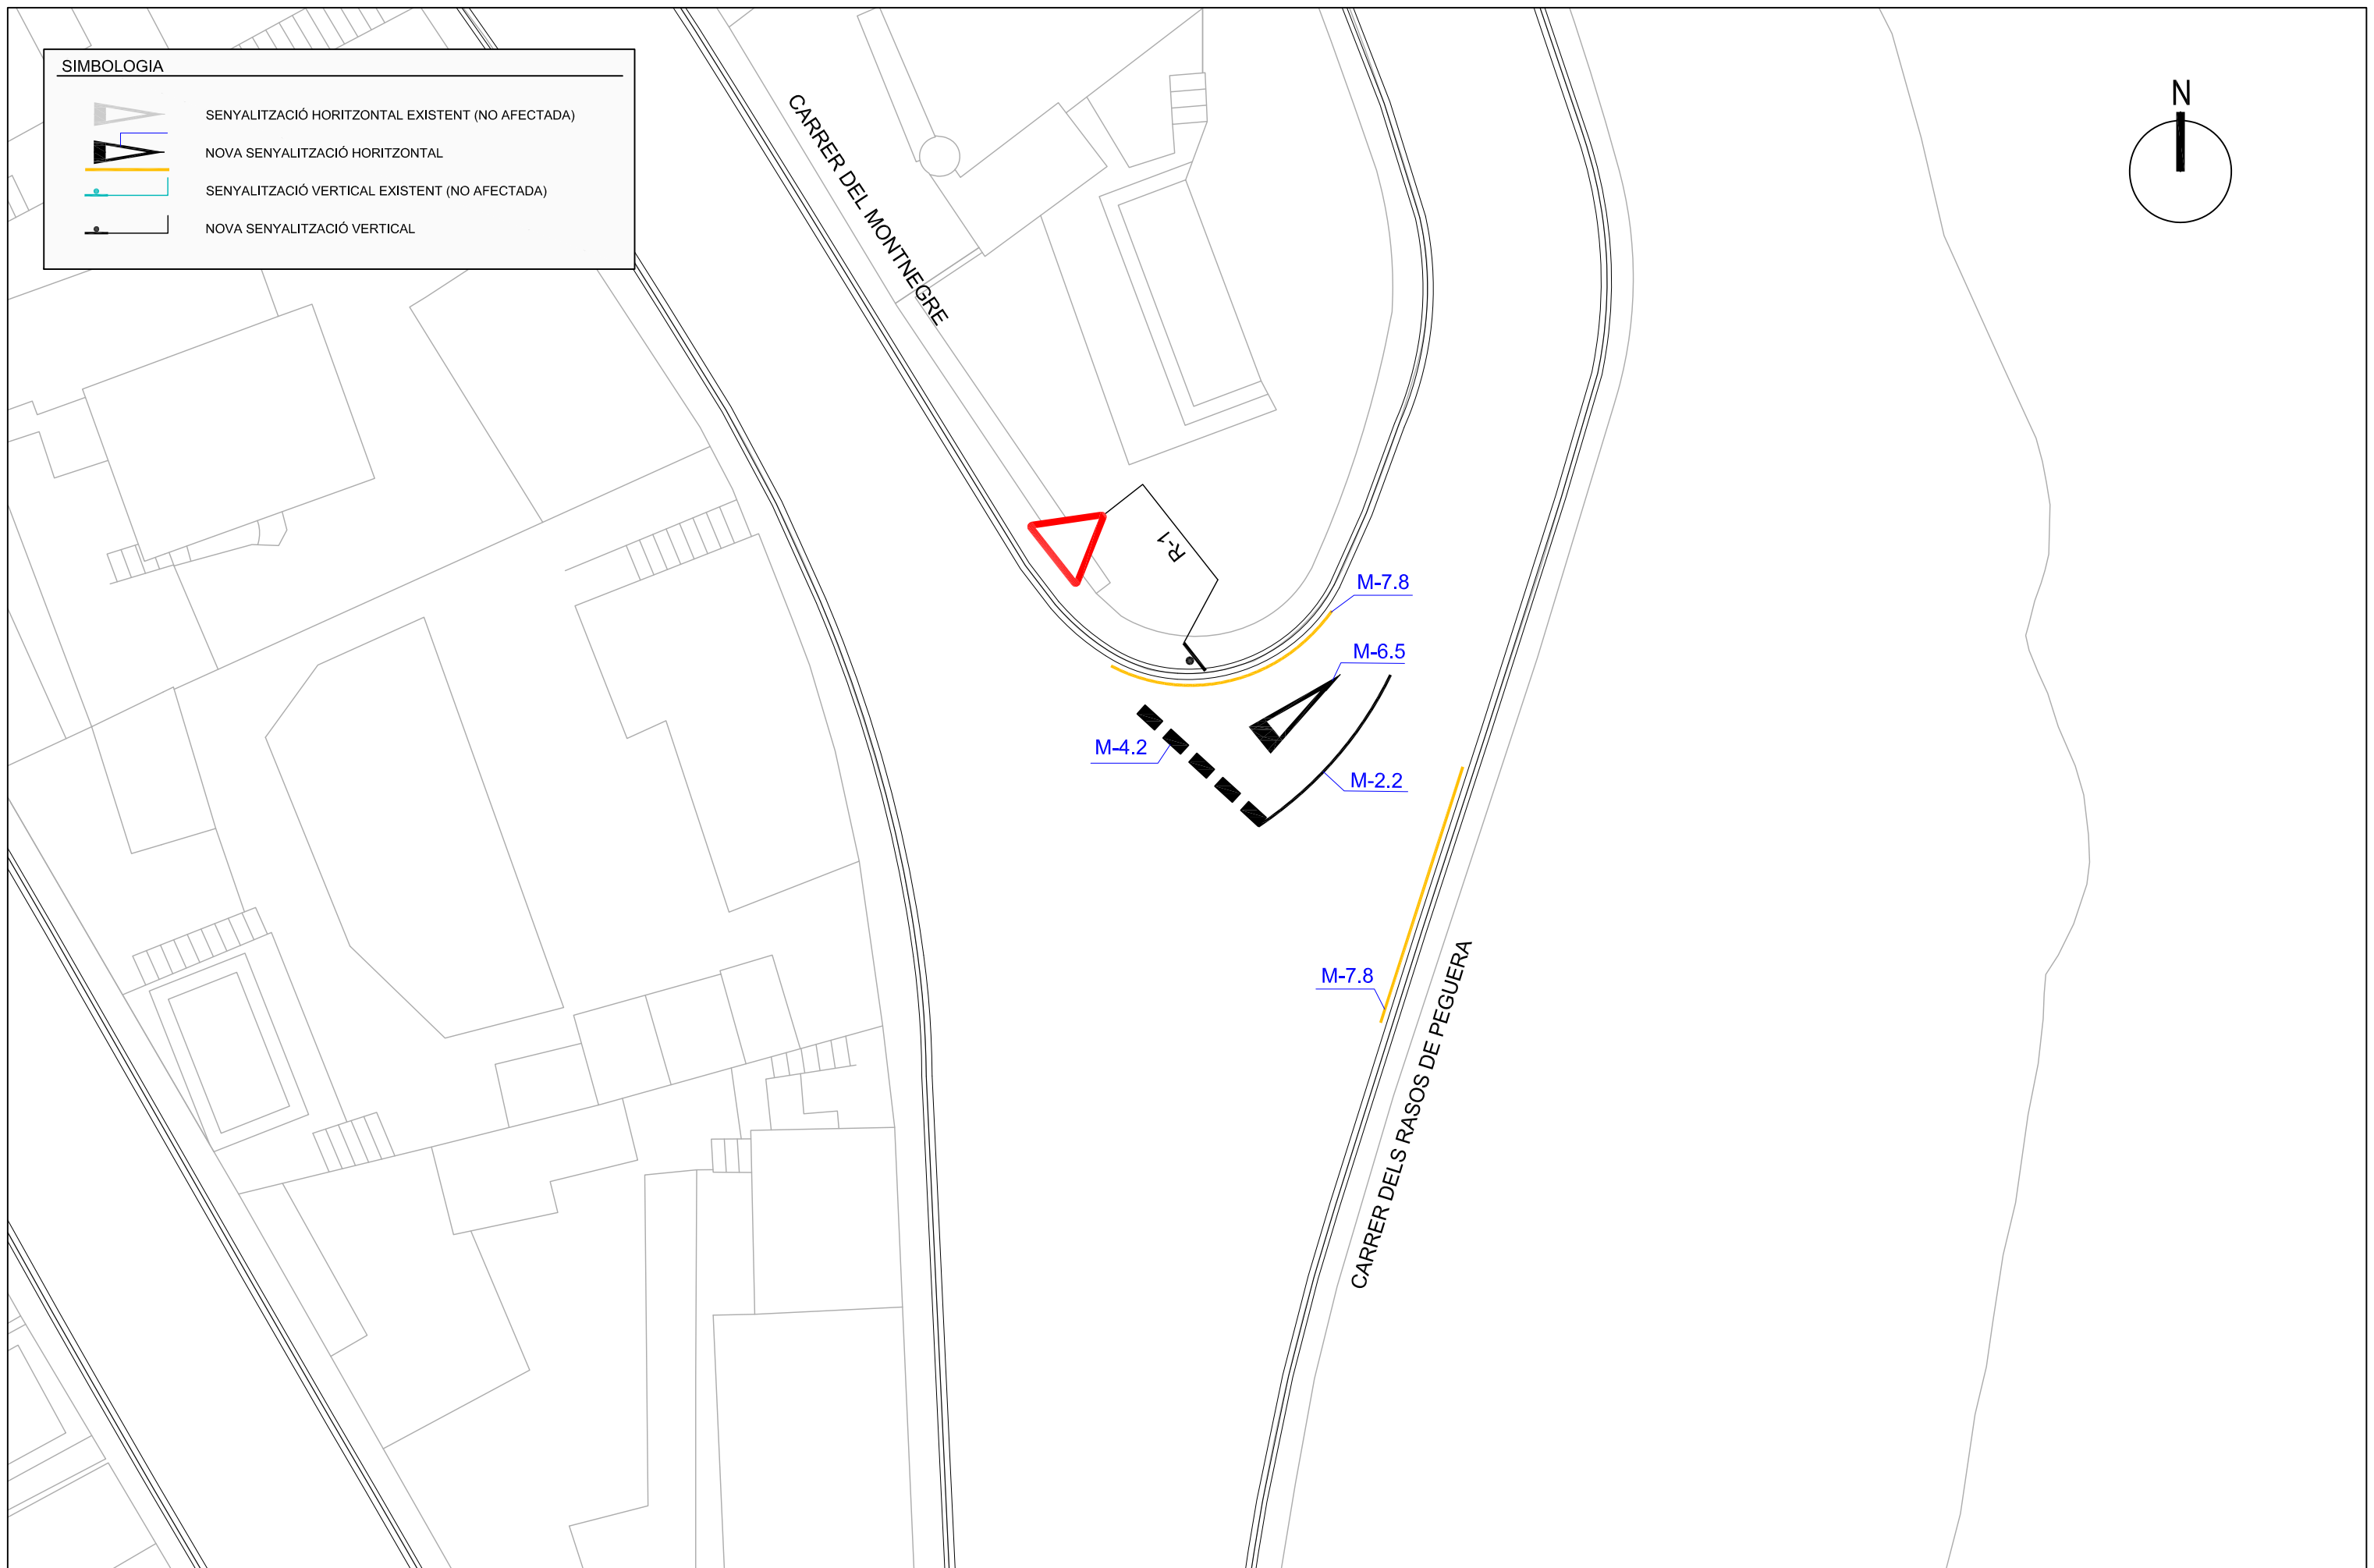 SIMBOLOGIA
SENYALITZACIÓ HORITZONTAL EXISTENT (NO AFECTADA)
NOVA SENYALITZACIÓ HORITZONTAL
SENYALITZACIÓ VERTICAL EXISTENT (NO AFECTADA)
NOVA SENYALITZACIÓ VERTICAL
N
CARRER DEL MONTNEGRE
R-1
M-7.8
M-6.5
M-4.2
M-2.2
M-7.8
CARRER DELS RASOS DE PEGUERA